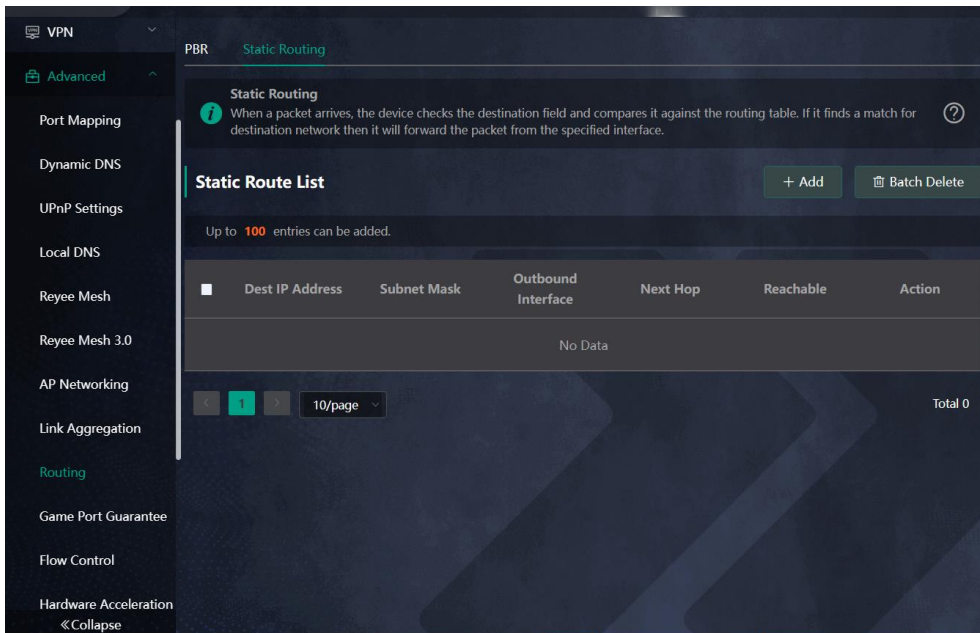 VPN
Advanced
Port Mapping
Dynamic DNS
UPnP Settings
Local DNS
Reyee Mesh
Reyee Mesh 3.0
AP Networking
Link Aggregation
Routing
Game Port Guarantee
Flow Control
Hardware Acceleration
≪Collapse
PBR Static Routing
Static Routing
When a packet arrives, the device checks the destination field and compares it against the routing table. If it finds a match for
destination network then it will forward the packet from the specified interface.
Static Route List
+ Add Batch Delete
Up to 100 entries can be added.
Dest IP Address Subnet Mask Outbound Interface Next Hop Reachable Action
No Data
1 10/page Total 0